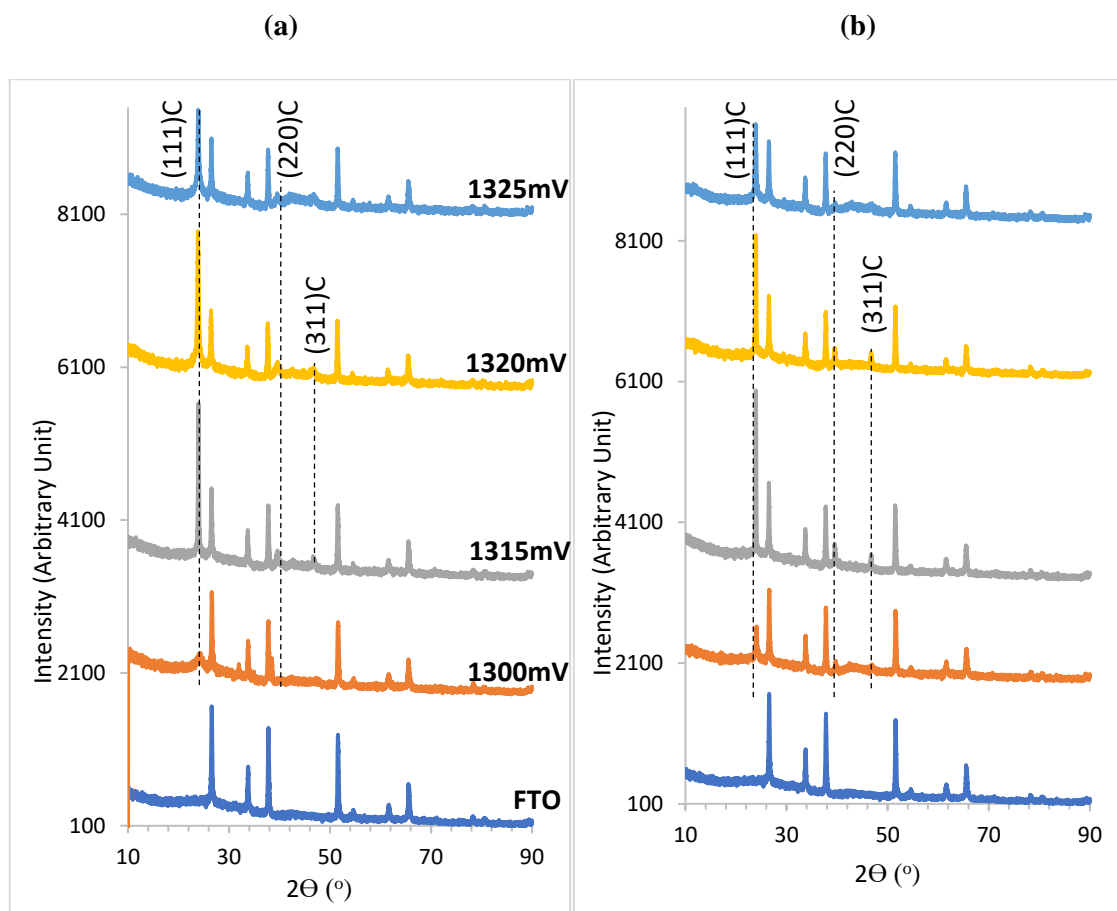 (a)
(b)
(111)C
(220)C
1325mV
8100
(311)C
1320mV
6100
4100
1315mV
1300mV
2100
FTO
100
10
30
50
70
90
2Θ (°)
Intensity (Arbitrary Unit)
(111)C
(220)C
8100
(311)C
6100
4100
2100
100
10
30
50
70
90
2Θ (°)
Intensity (Arbitrary Unit)